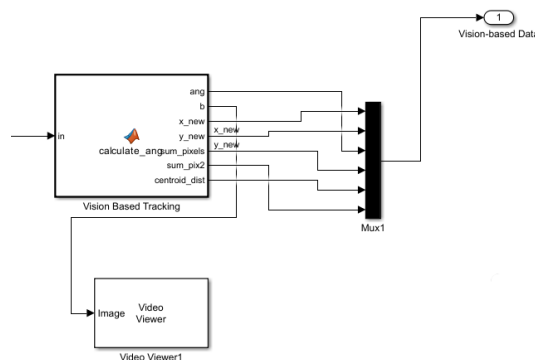 1
Vision-based Data
in
calculate_ang
ang
b
x_new
y_new
sum_pixels
sum_pix2
centroid_dist
x_new
y_new
Vision Based Tracking
Mux1
Image
Video
Viewer
Video Viewer1